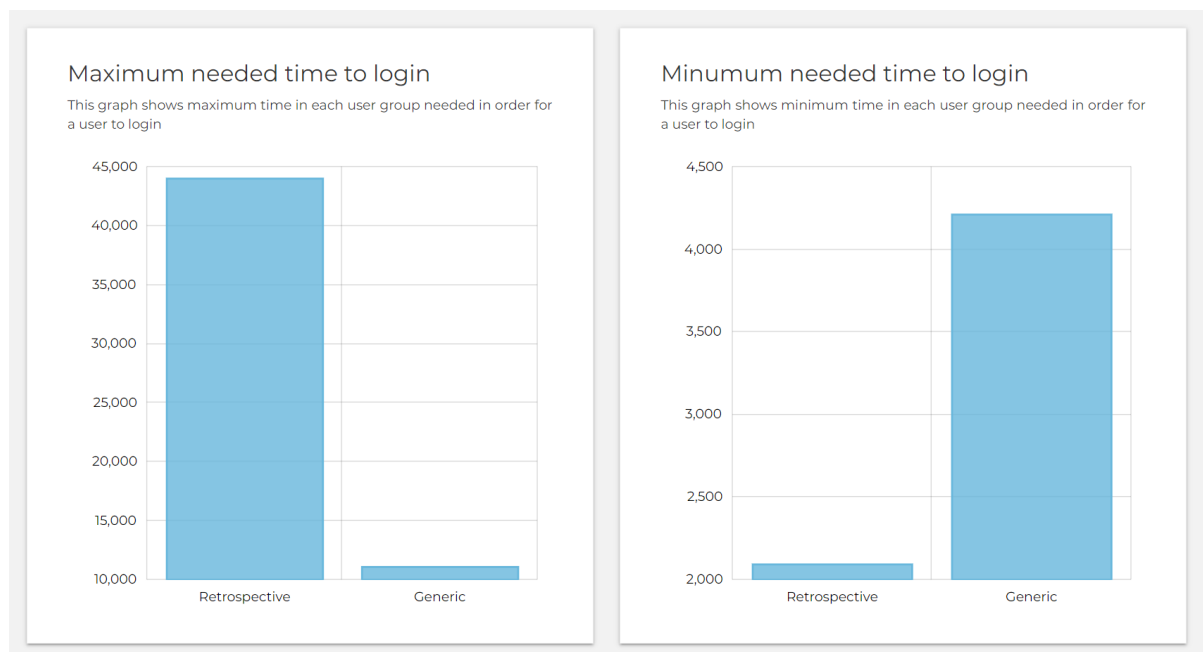 Maximum needed time to login
This graph shows maximum time in each user group needed in order for
a user to login
45,000
40,000
35,000
30,000
25,000
20,000
15,000
10,000
Retrospective Generic
Minumum needed time to login
This graph shows minimum time in each user group needed in order for
a user to login
4,500
4,000
3,500
3,000
2,500
2,000
Retrospective Generic